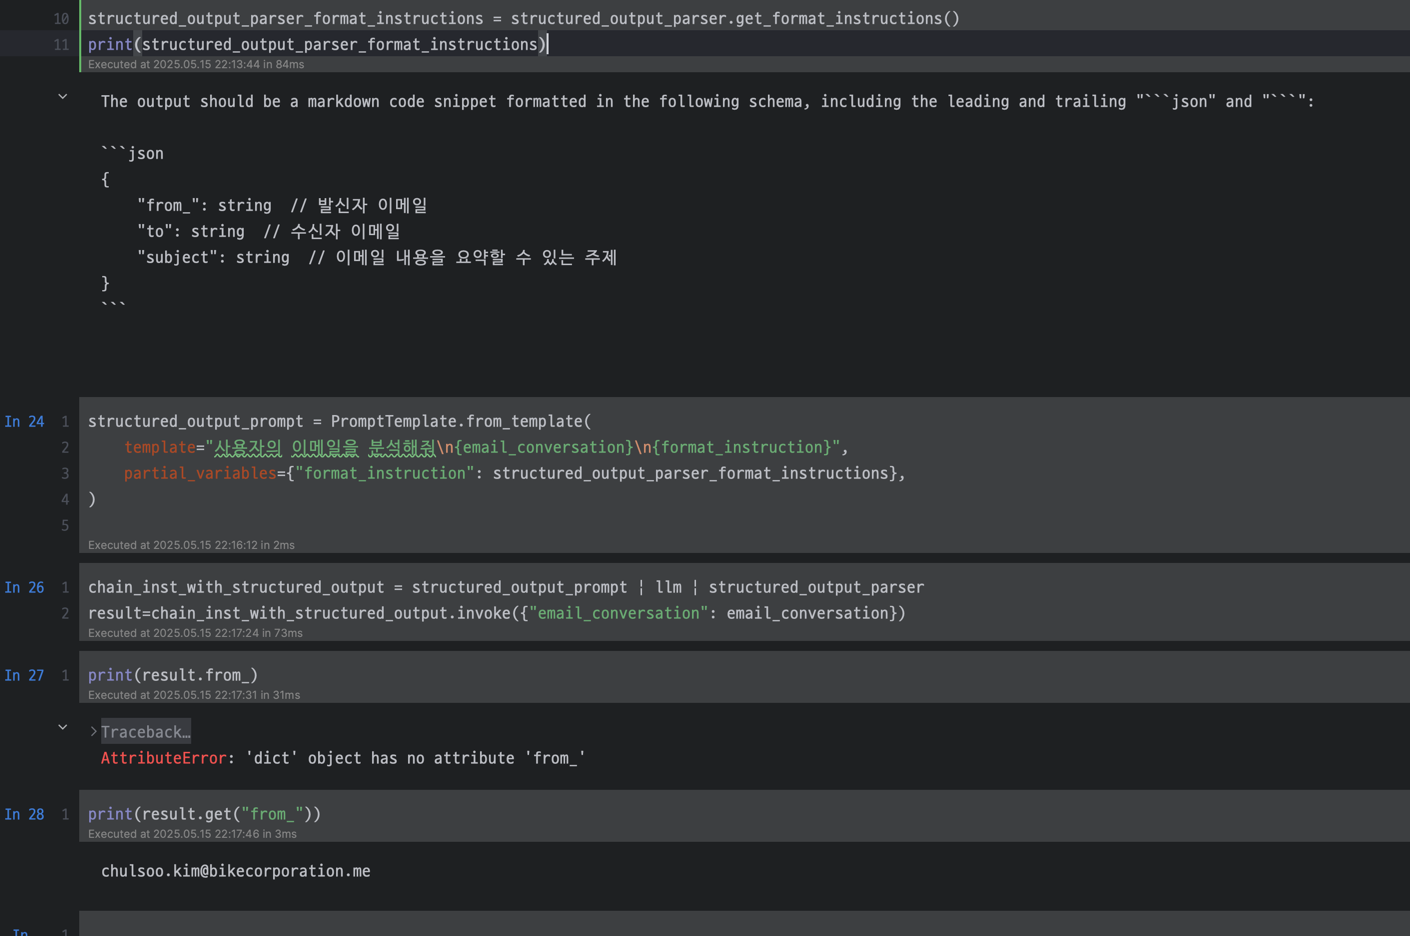 10 structured_output_parser_format_instructions = structured_output_parser.get_format_instructions()
11 print(structured_output_parser_format_instructions)
Executed at 2025.05.15 22:13:44 in 84ms
The output should be a markdown code snippet formatted in the following schema, including the leading and trailing "```json" and "```":
```json
{
    "from_": string  // 발신자 이메일
    "to": string  // 수신자 이메일
    "subject": string  // 이메일 내용을 요약할 수 있는 주제
}
```
In 24 1 structured_output_prompt = PromptTemplate.from_template(
2     template="사용자의 이메일을 분석해줘\n{email_conversation}\n{format_instruction}",
3     partial_variables={"format_instruction": structured_output_parser_format_instructions},
4 )
5
Executed at 2025.05.15 22:16:12 in 2ms
In 26 1 chain_inst_with_structured_output = structured_output_prompt | llm | structured_output_parser
2 result=chain_inst_with_structured_output.invoke({"email_conversation": email_conversation})
Executed at 2025.05.15 22:17:24 in 73ms
In 27 1 print(result.from_)
Executed at 2025.05.15 22:17:31 in 31ms
Traceback…
AttributeError: 'dict' object has no attribute 'from_'
In 28 1 print(result.get("from_"))
Executed at 2025.05.15 22:17:46 in 3ms
chulsoo.kim@bikecorporation.me
In 1